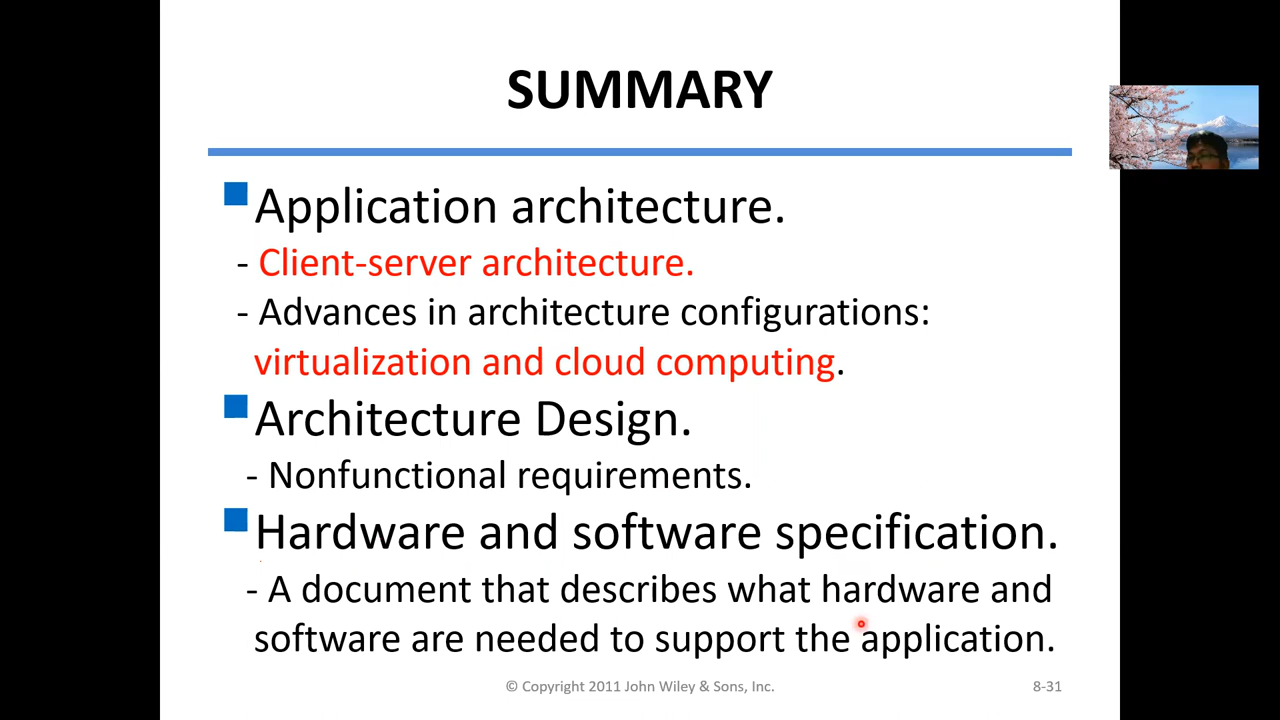 SUMMARY
Application architecture.
- Client-server architecture.
- Advances in architecture configurations:
virtualization and cloud computing.
Architecture Design.
- Nonfunctional requirements.
Hardware and software specification.
- A document that describes what hardware and
software are needed to support the application.
© Copyright 2011 John Wiley & Sons, Inc.
8-31